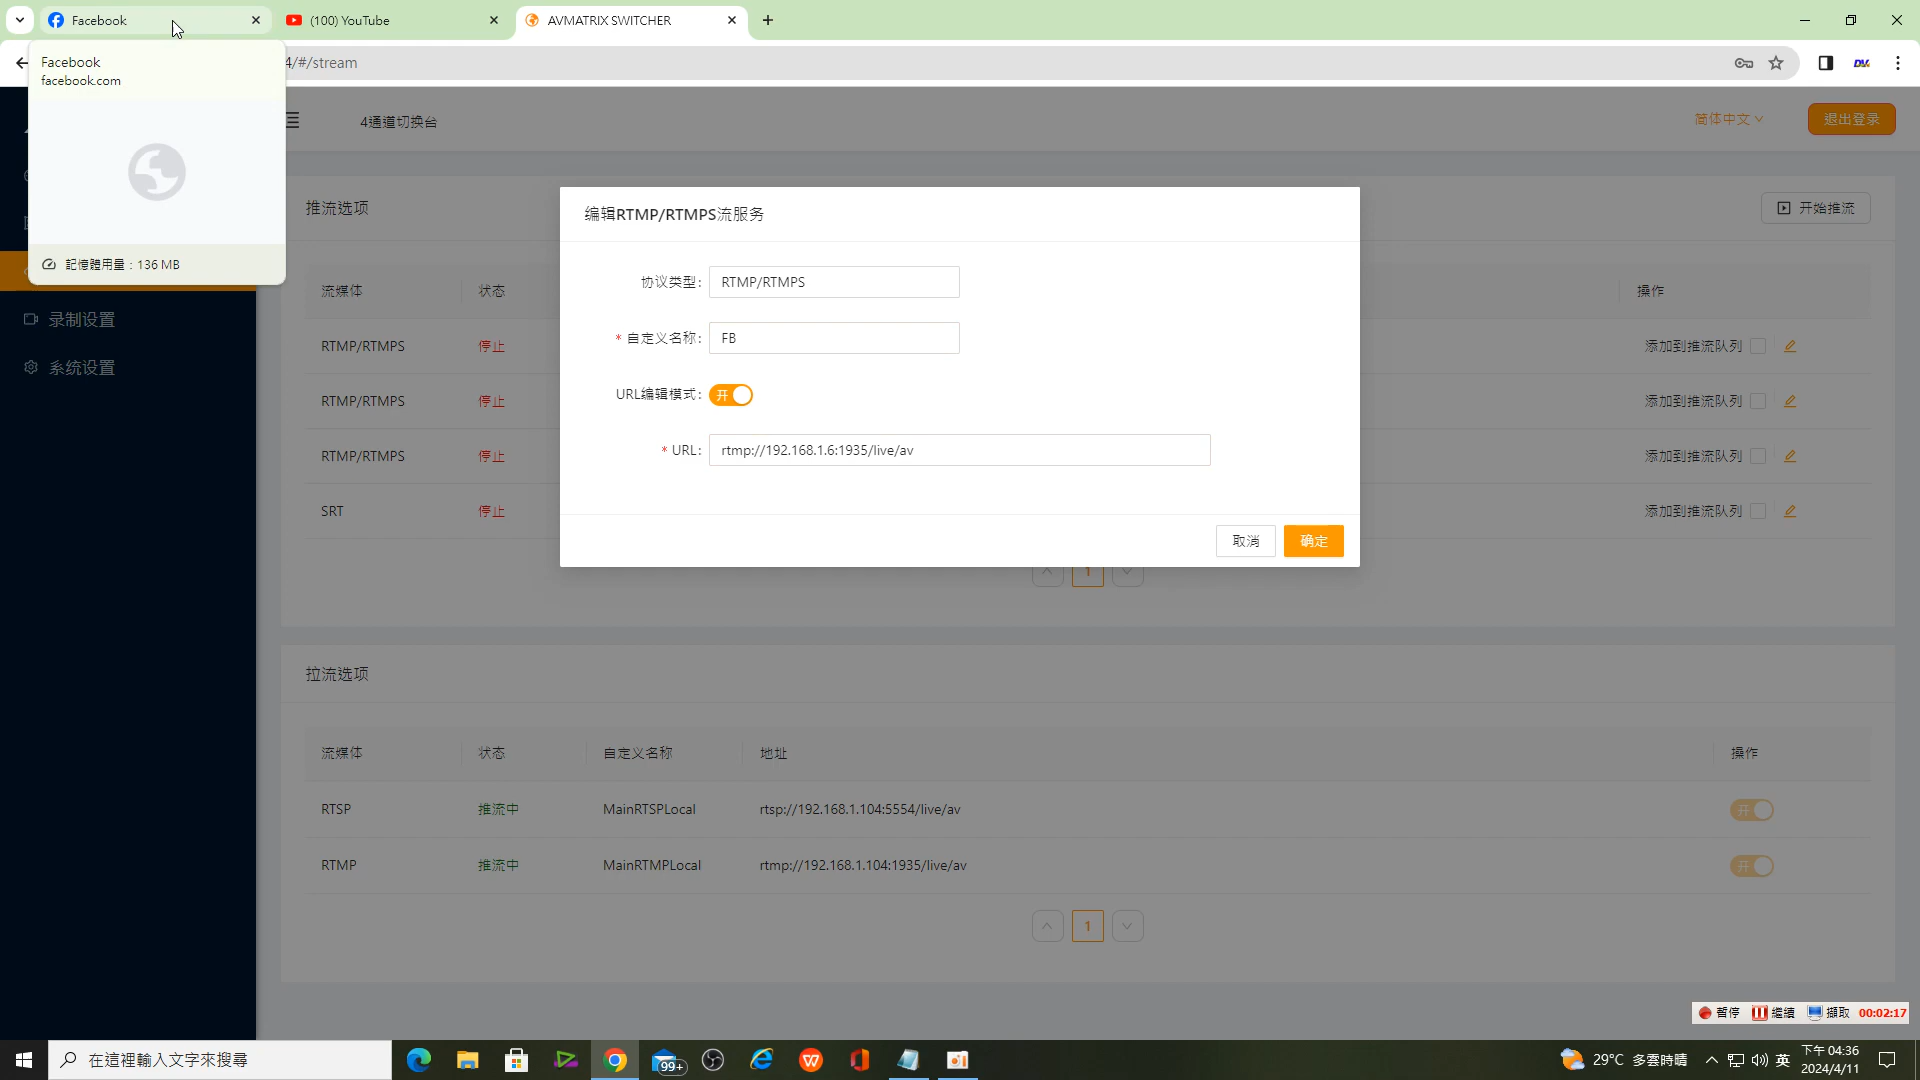 Facebook
(100) YouTube
AVMATRIX SWITCHER
Facebook
facebook.com
4/#/stream
記憶體用量：136 MB
4通道切换台
简体中文
退出登录
录制设置
系统设置
推流选项
开始推流
流媒体 状态 操作
RTMP/RTMPS 停止 添加到推流队列
RTMP/RTMPS 停止 添加到推流队列
RTMP/RTMPS 停止 添加到推流队列
SRT 停止 添加到推流队列
1
编辑RTMP/RTMPS流服务
协议类型: RTMP/RTMPS
* 自定义名称: FB
URL编辑模式: 开
* URL: rtmp://192.168.1.6:1935/live/av
取消 确定
拉流选项
流媒体 状态 自定义名称 地址 操作
RTSP 推流中 MainRTSPLocal rtsp://192.168.1.104:5554/live/av 开
RTMP 推流中 MainRTMPLocal rtmp://192.168.1.104:1935/live/av 开
1
暫停 繼續 擷取 00:02:17
在這裡輸入文字來搜尋
99+
29°C 多雲時晴
英
下午 04:36
2024/4/11